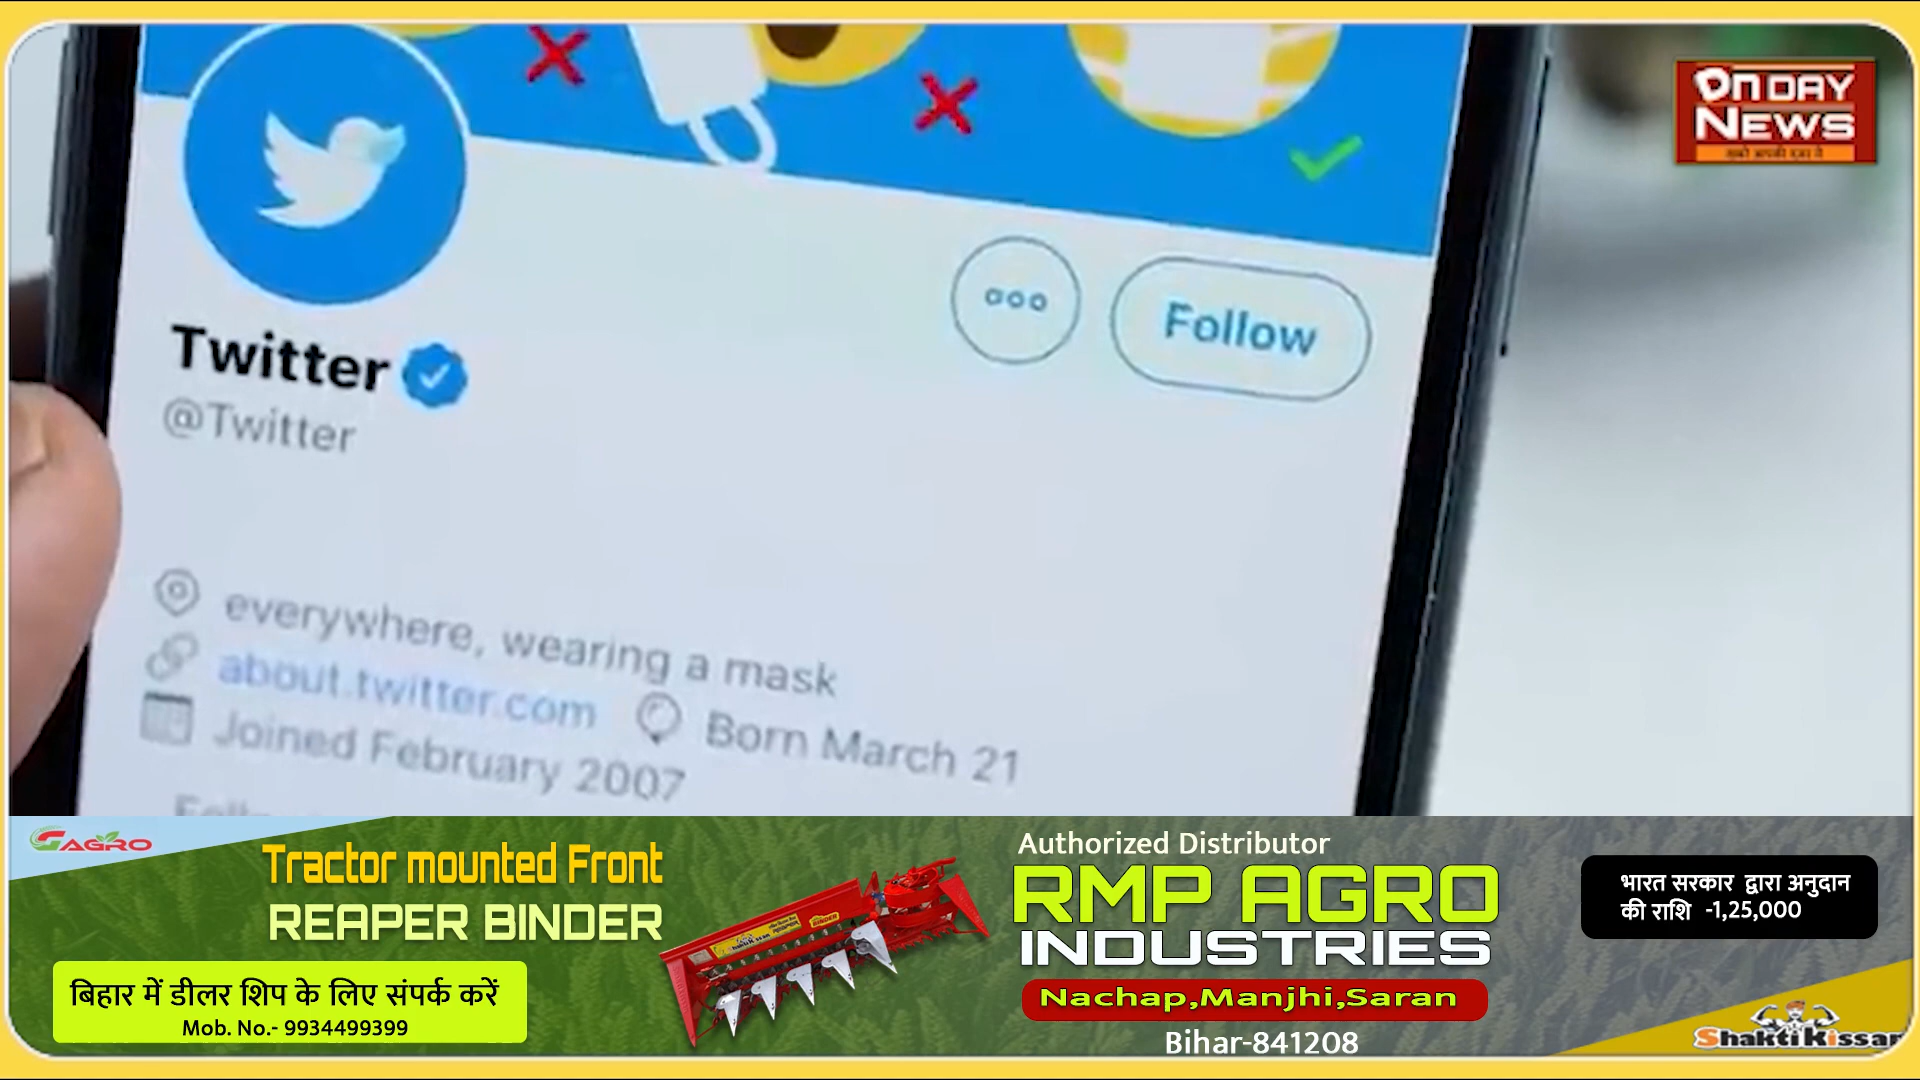 ON DAY
NEWS
Twitter
@Twitter
Follow
everywhere, wearing a mask
about.twitter.com Born March 21
Joined February 2007
GAGRO
Tractor mounted Front
REAPER BINDER
बिहार में डीलर शिप के लिए संपर्क करें
Mob. No.- 9934499399
BINDER
Authorized Distributor
RMP AGRO
INDUSTRIES
Nachap,Manjhi,Saran
Bihar-841208
भारत सरकार द्वारा अनुदान
की राशि -1,25,000
Shakti Kissan